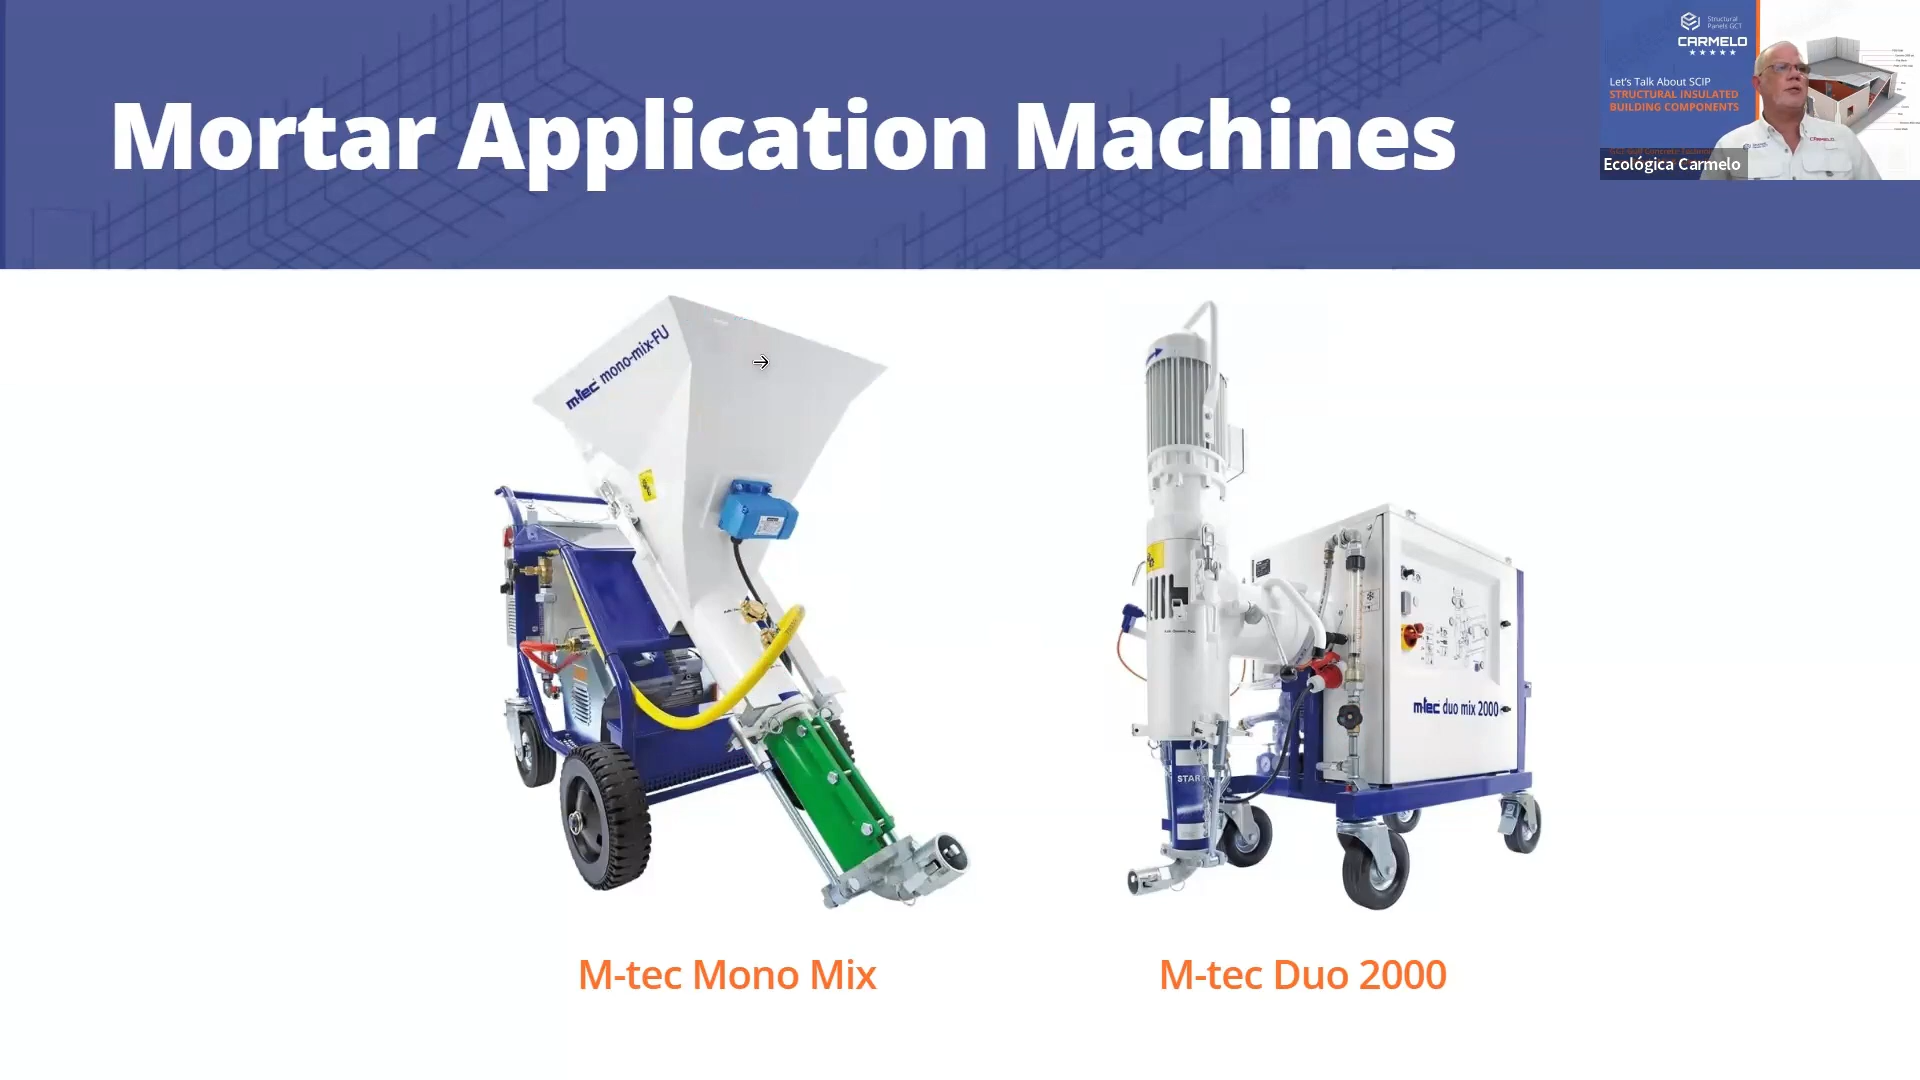 Mortar Application Machines
Structural
Panels GCT
CARMELO
Let's Talk About SCIP
STRUCTURAL INSULATED
BUILDING COMPONENTS
Ecológica Carmelo
m-tec mono-mix-FU
m-tec duo mix 2000
STAR
M-tec Mono Mix
M-tec Duo 2000